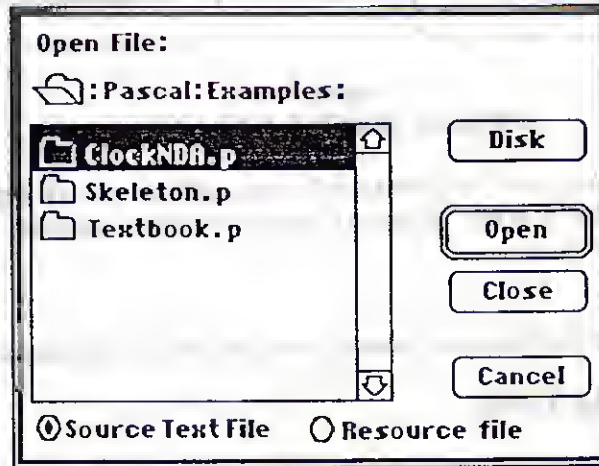 Open File:
:Pascal:Examples:
ClockNDA.p
Skeleton.p
Textbook.p
Disk
Open
Close
Cancel
Source Text File
Resource file